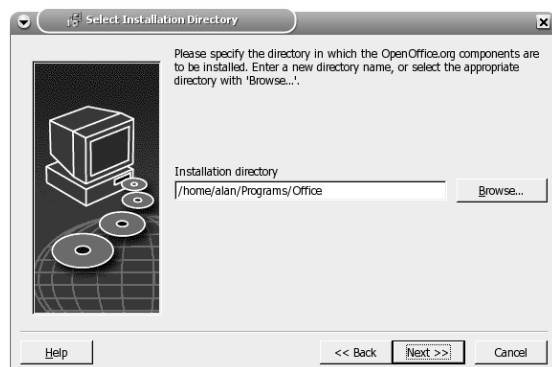 Select Installation Directory
Please specify the directory in which the OpenOffice.org components are
to be installed. Enter a new directory name, or select the appropriate
directory with 'Browse...'.
Installation directory
/home/alan/Programs/Office
Browse...
Help
<< Back
Next >>
Cancel